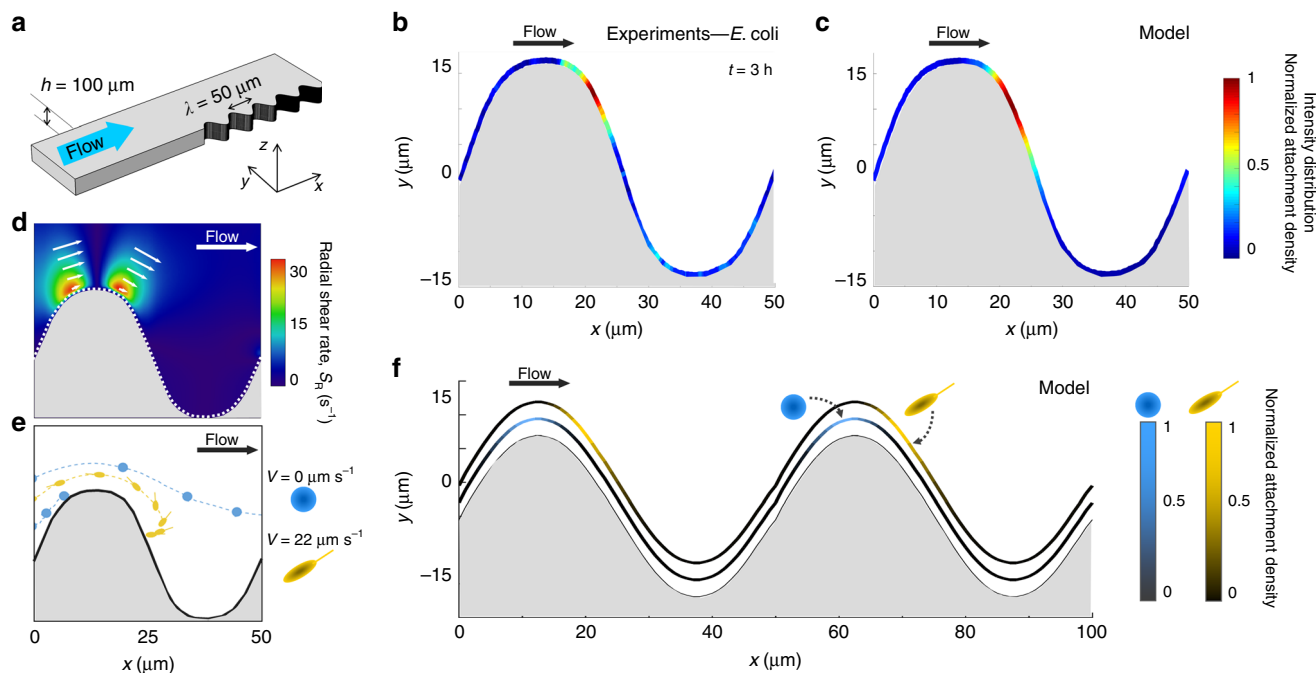 a
h = 100 μm
λ = 50 μm
Flow
z
y
x
b
Flow
Experiments—E. coli
t = 3 h
15
0
−15
y (μm)
0 10 20 30 40 50
x (μm)
c
Flow
Model
15
0
−15
y (μm)
0 10 20 30 40 50
x (μm)
1
0.5
0
Intensity distribution
Normalized attachment density
d
Flow
30
15
0
Radial shear rate, S_R (s⁻¹)
e
Flow
V = 0 μm s⁻¹
V = 22 μm s⁻¹
0 25 50
x (μm)
f
Flow
Model
15
0
−15
y (μm)
0 20 40 60 80 100
x (μm)
1 1
0.5 0.5
0 0
Normalized attachment density